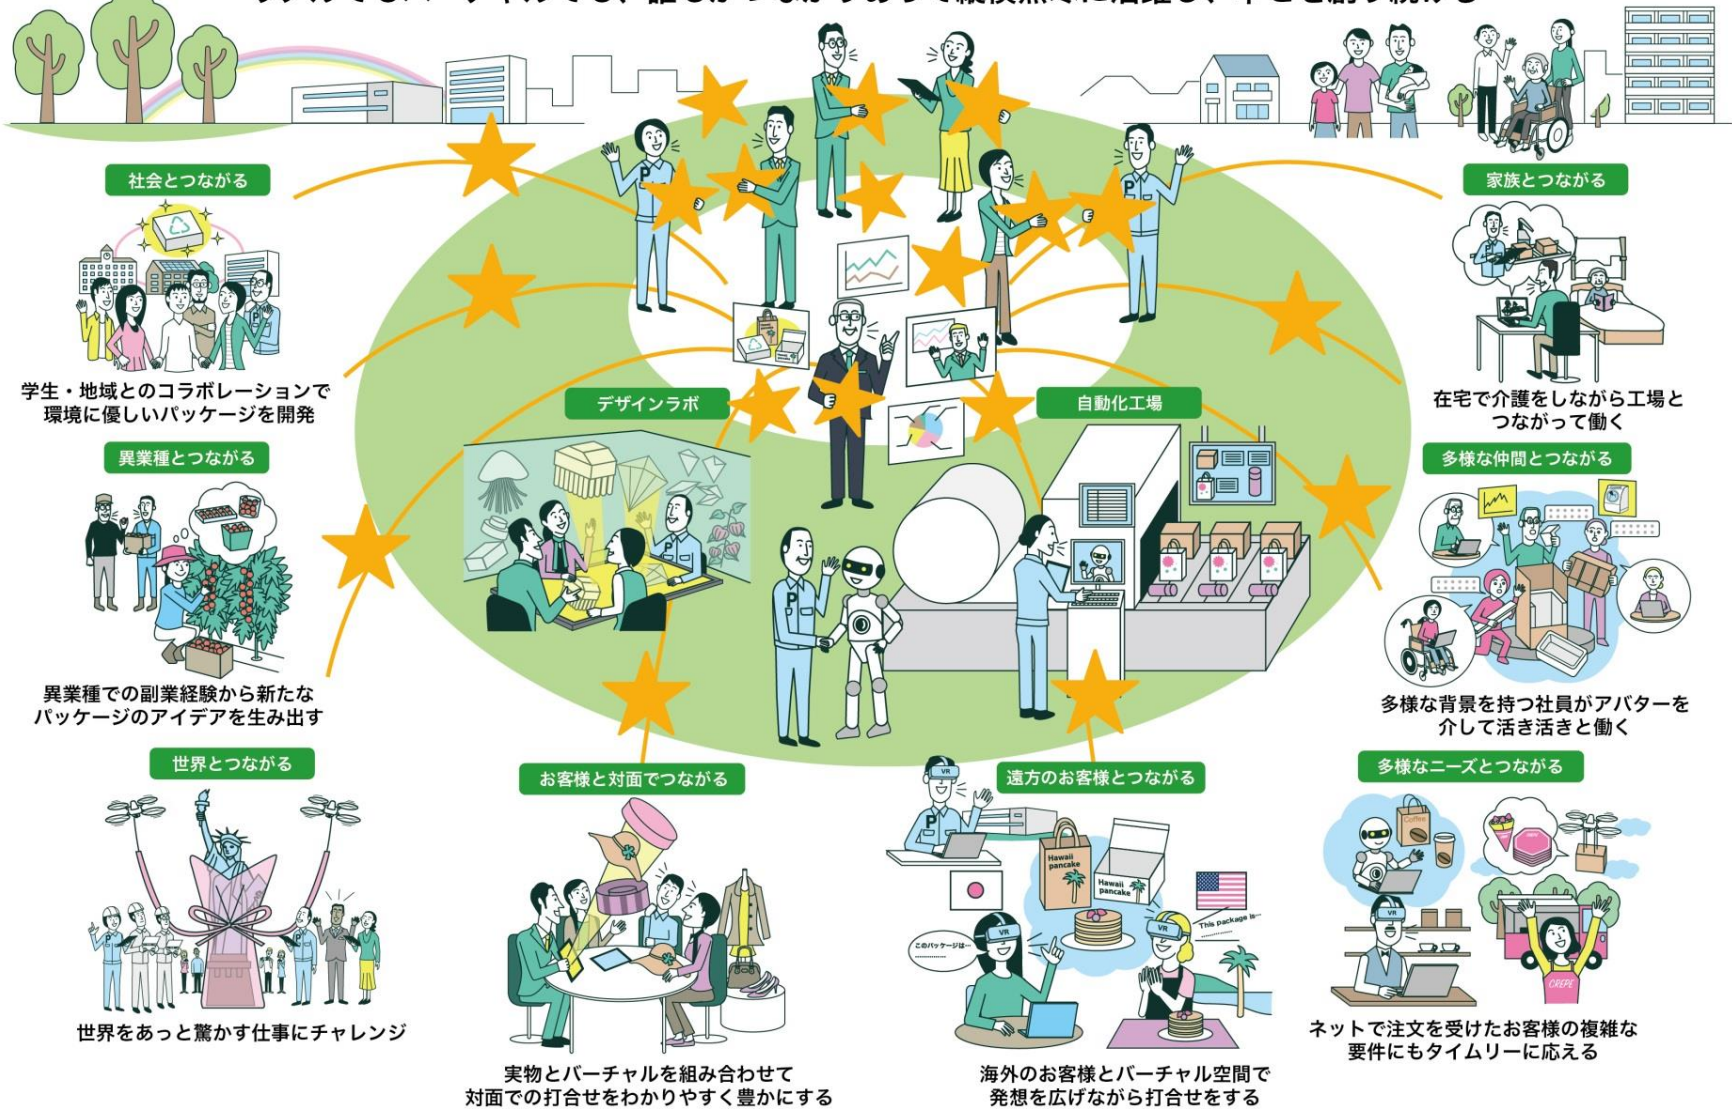 社会とつながる
学生・地域とのコラボレーションで
環境に優しいパッケージを開発
異業種とつながる
異業種での副業経験から新たな
パッケージのアイデアを生み出す
世界とつながる
世界をあっと驚かす仕事にチャレンジ
デザインラボ
自動化工場
P
P
P
P
P
P
P
P
Hawaii
pancake
お客様と対面でつながる
実物とバーチャルを組み合わせて
対面での打合せをわかりやすく豊かにする
遠方のお客様とつながる
VR
P
Hawaii
pancake
Hawaii
pancake
このパッケージは…
VR
VR
This package is…
海外のお客様とバーチャル空間で
発想を広げながら打合せをする
家族とつながる
在宅で介護をしながら工場と
つながって働く
多様な仲間とつながる
多様な背景を持つ社員がアバターを
介して活き活きと働く
多様なニーズとつながる
Coffee
VR
CREPE
ネットで注文を受けたお客様の複雑な
要件にもタイムリーに応える